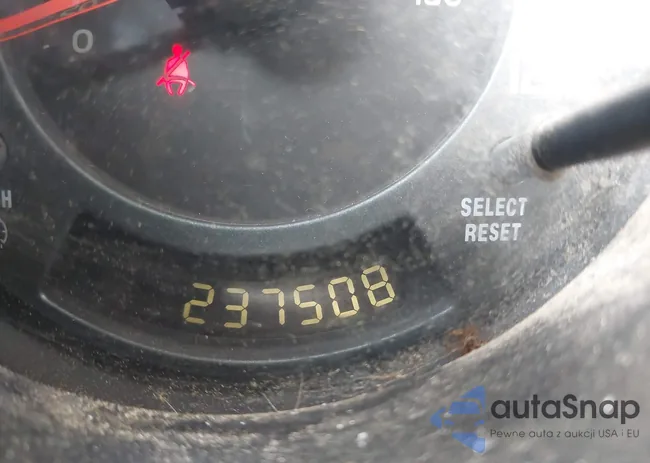 0
H
SELECT
RESET
237508
autaSnap
Pewne auta z aukcji USA i EU